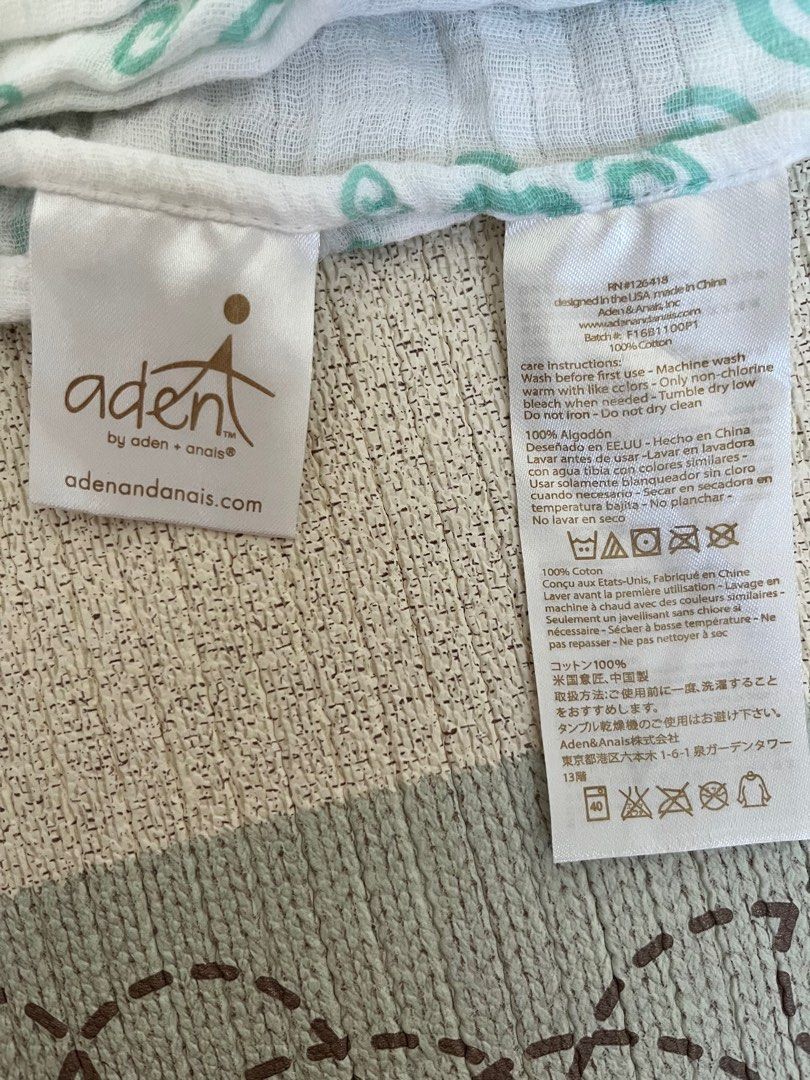 aden™
by aden + anais®
adenandanais.com
RN#126418
designed in the USA made in China
Aden & Anais, Inc
www.adenandanais.com
Batch #: F16B1100P1
100% Cotton
care instructions:
Wash before first use - Machine wash
warm with like colors - Only non-chlorine
bleach when needed - Tumble dry low
Do not iron - Do not dry clean
100% Algodón
Deseñado en EE.UU - Hecho en China
Lavar antes de usar -Lavar en lavadora
con agua tibia con colores similares -
Usar solamente blanqueador sin cloro
cuando necesario - Secar en secadora en
temperatura bajita - No planchar -
No lavar en seco
100% Coton
Conçu aux Etats-Unis, Fabriqué en Chine
Laver avant la première utilisation - Lavage en
machine à chaud avec des couleurs similaires -
Seulement un javellisant sans chlore si
nécessaire - Sécher à basse température - Ne
pas repasser - Ne pas nettoyer à sec
コットン100%
米国意匠、中国製
取扱方法:ご使用前に一度、洗濯すること
をおすすめします。
タンブル乾燥機のご使用はお避け下さい。
Aden&Anais株式会社
東京都港区六本木 1-6-1 泉ガーデンタワー
13階
40